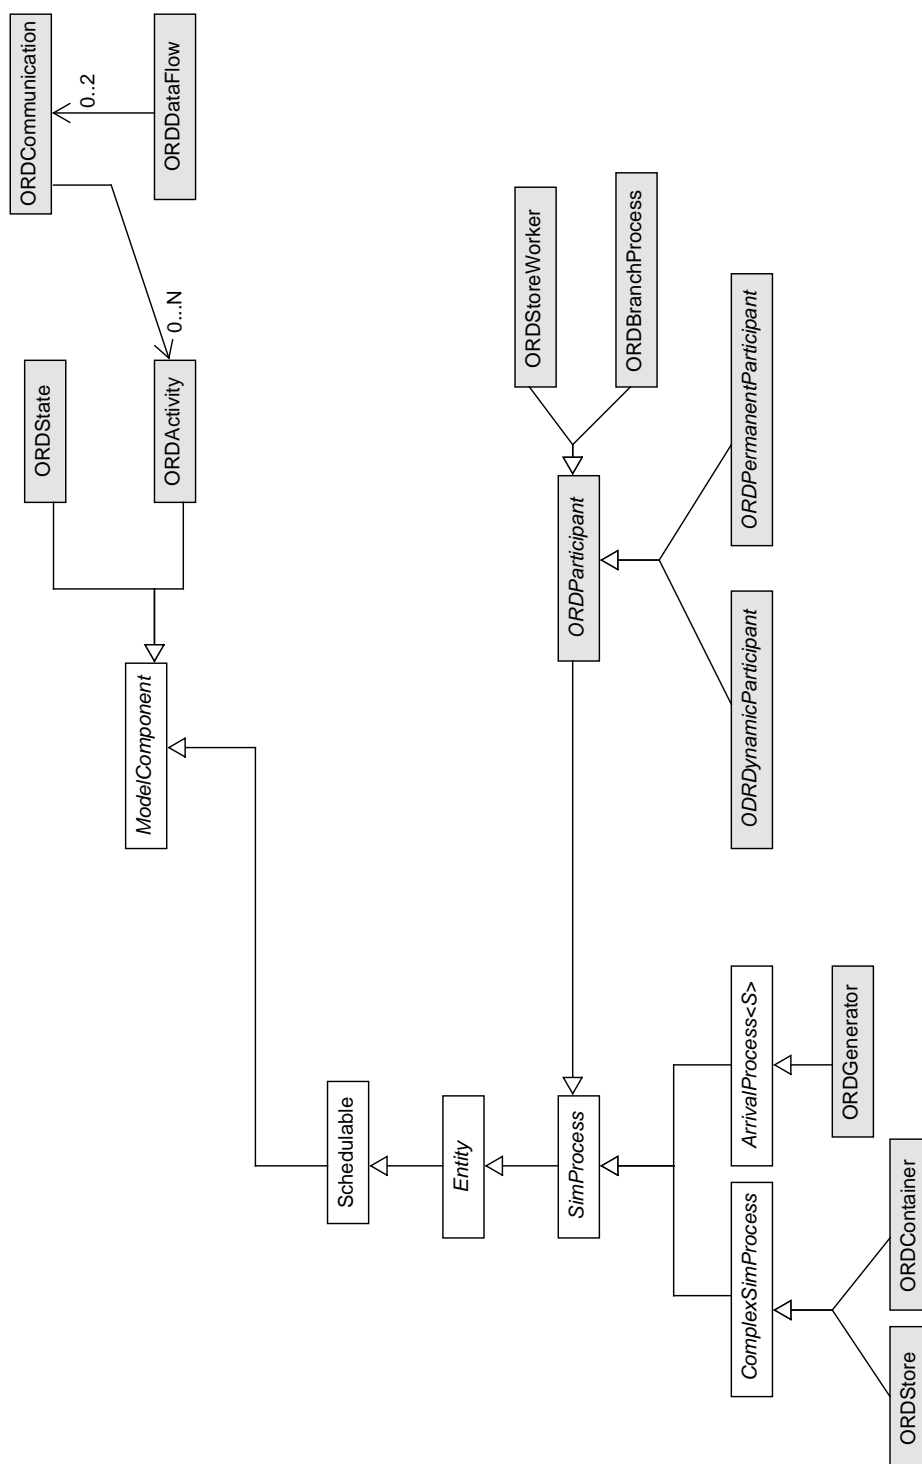 ORDCommunication
0..2
ORDDataFlow
0...N
ORDState
ORDActivity
ModelComponent
ORDStoreWorker
ORDBranchProcess
ORDParticipant
ORDPermanentParticipant
ODRDynamicParticipant
Schedulable
Entity
SimProcess
ArrivalProcess<S>
ORDGenerator
ComplexSimProcess
ORDContainer
ORDStore